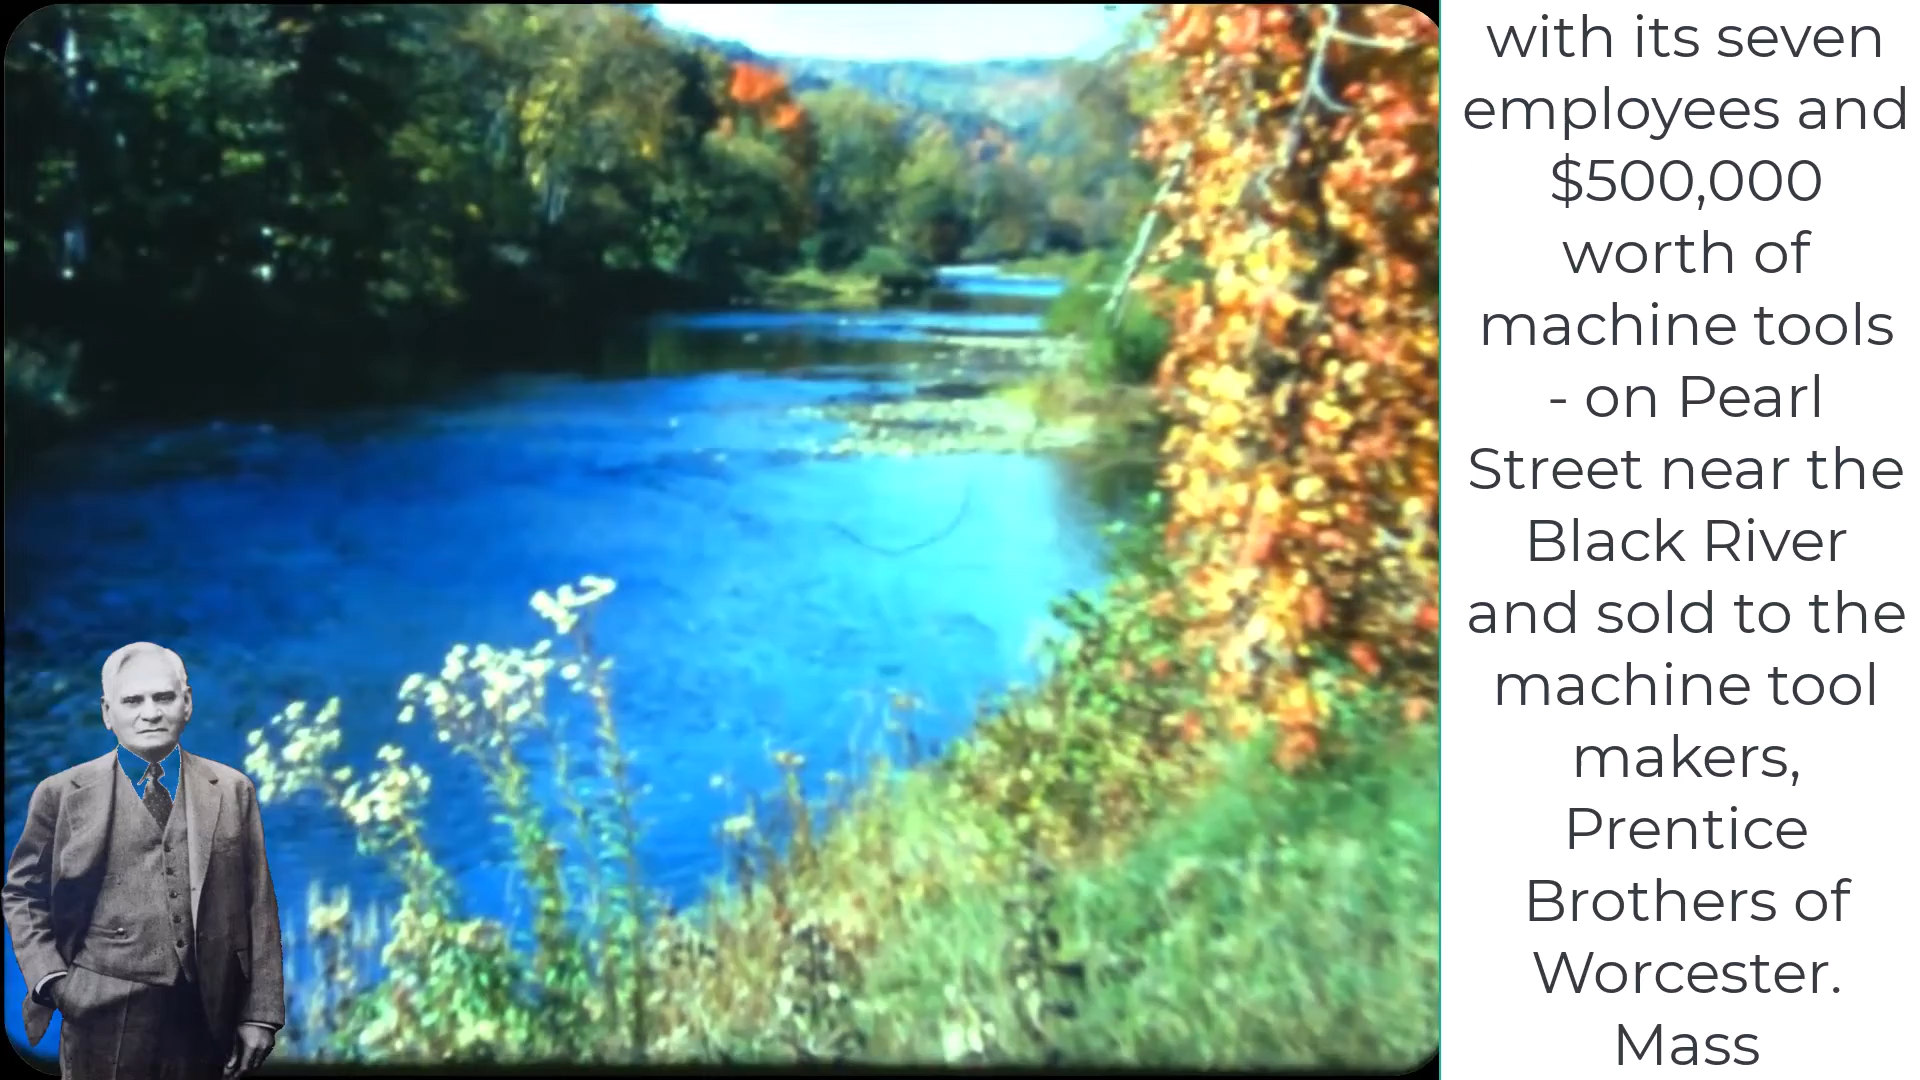 with its seven
employees and
$500,000
worth of
machine tools
- on Pearl
Street near the
Black River
and sold to the
machine tool
makers,
Prentice
Brothers of
Worcester.
Mass